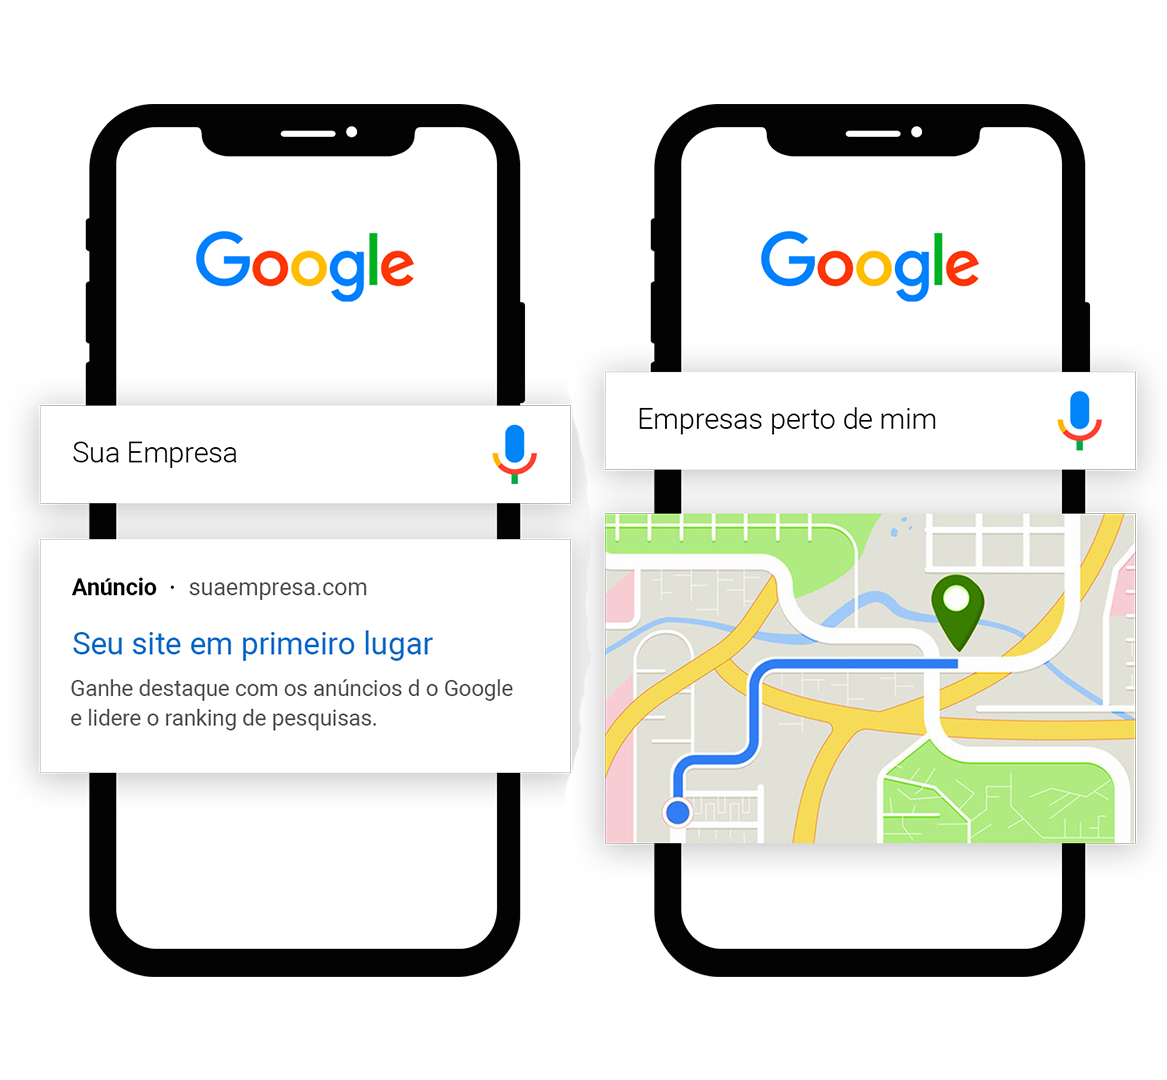 Google
Sua Empresa
Anúncio · suaempresa.com
Seu site em primeiro lugar
Ganhe destaque com os anúncios d o Google
e lidere o ranking de pesquisas.
Google
Empresas perto de mim